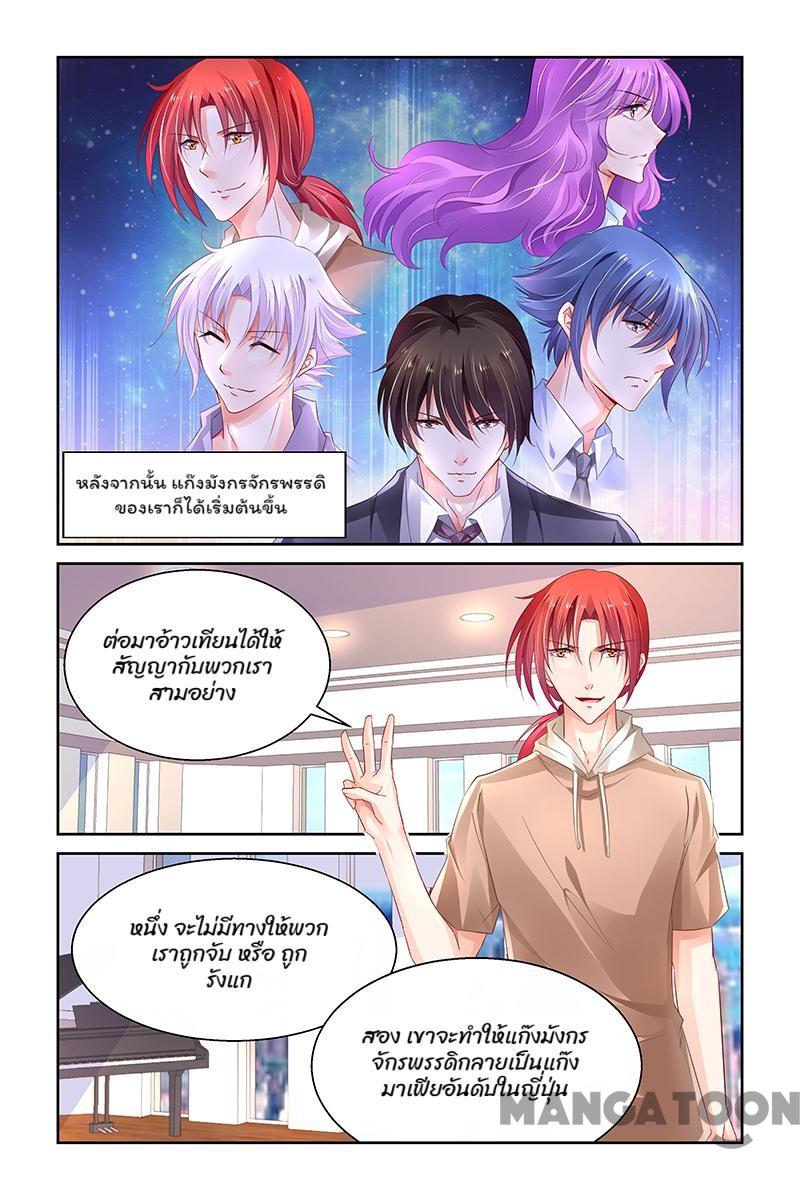 หลังจากนั้น แก๊งมังกรจักรพรรดิ
ของเราก็ได้เริ่มต้นขึ้น
ต่อมาอ้าวเทียนได้ให้
สัญญากับพวกเรา
สามอย่าง
หนึ่ง จะไม่มีทางให้พวก
เราถูกจับ หรือ ถูก
รังแก
สอง เขาจะทำให้แก๊งมังกร
จักรพรรดิกลายเป็นแก๊ง
มาเฟียอันดับในญี่ปุ่น
MANGATOON